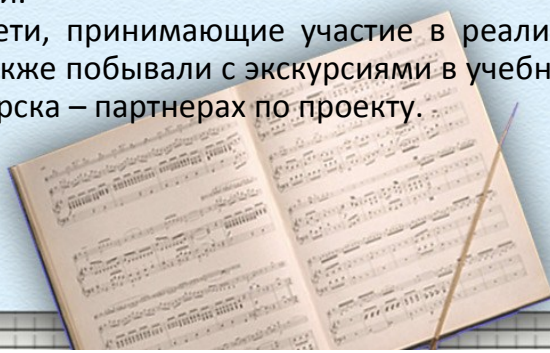 ети, принимающие участие в реали
кже побывали с экскурсиями в учебн
рска – партнерах по проекту.